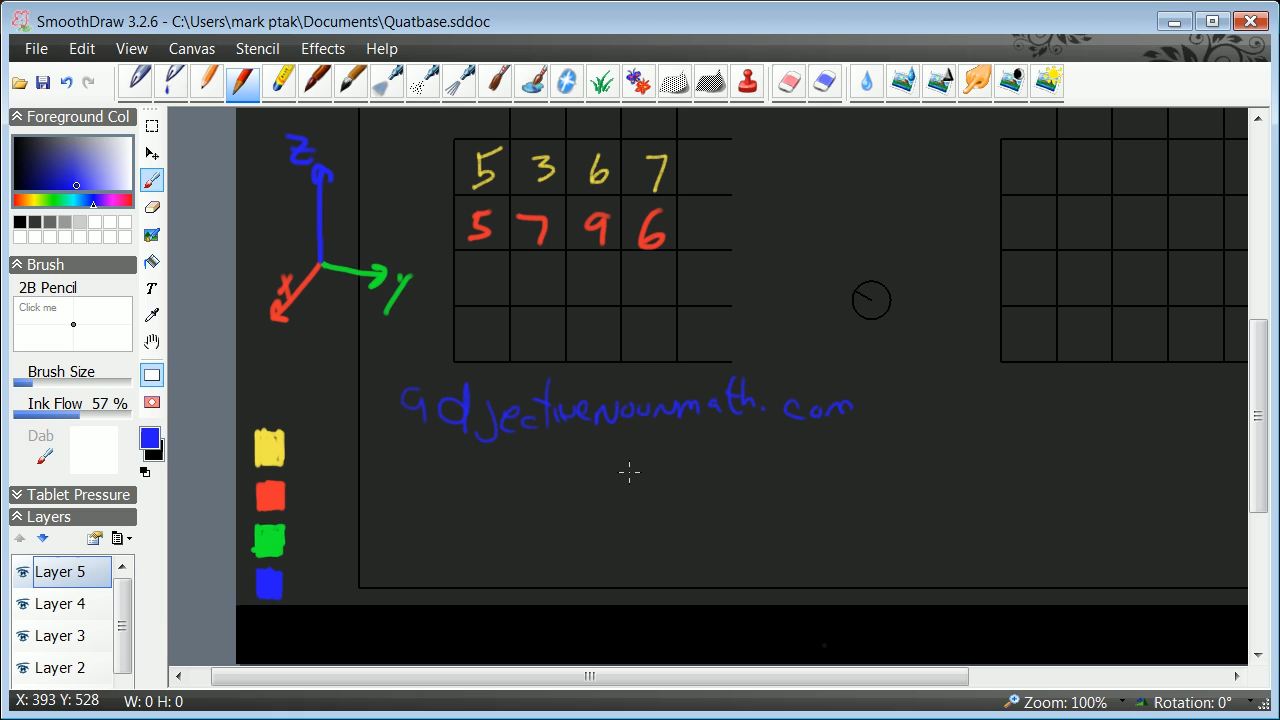 SmoothDraw 3.2.6 - C:\Users\mark ptak\Documents\Quatbase.sddoc
File Edit View Canvas Stencil Effects Help
Foreground Col
Brush
2B Pencil
Click me
Brush Size
Ink Flow 57 %
Dab
Tablet Pressure
Layers
Layer 5
Layer 4
Layer 3
Layer 2
T
z
x
y
5 3 6 7
5 7 9 6
adjectivenounmath.com
X: 393 Y: 528 W: 0 H: 0 Zoom: 100% Rotation: 0°